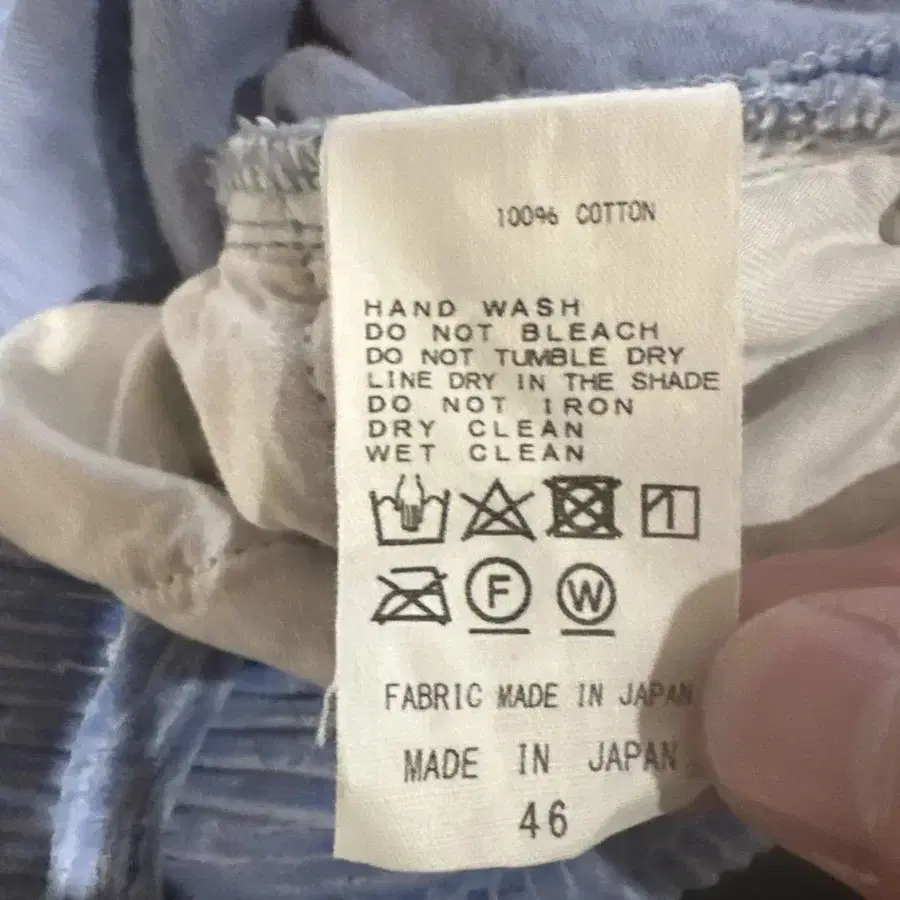 100% COTTON
HAND WASH
DO NOT BLEACH
DO NOT TUMBLE DRY
LINE DRY IN THE SHADE
DO NOT IRON
DRY CLEAN
WET CLEAN
F W
FABRIC MADE IN JAPAN
MADE IN JAPAN
46